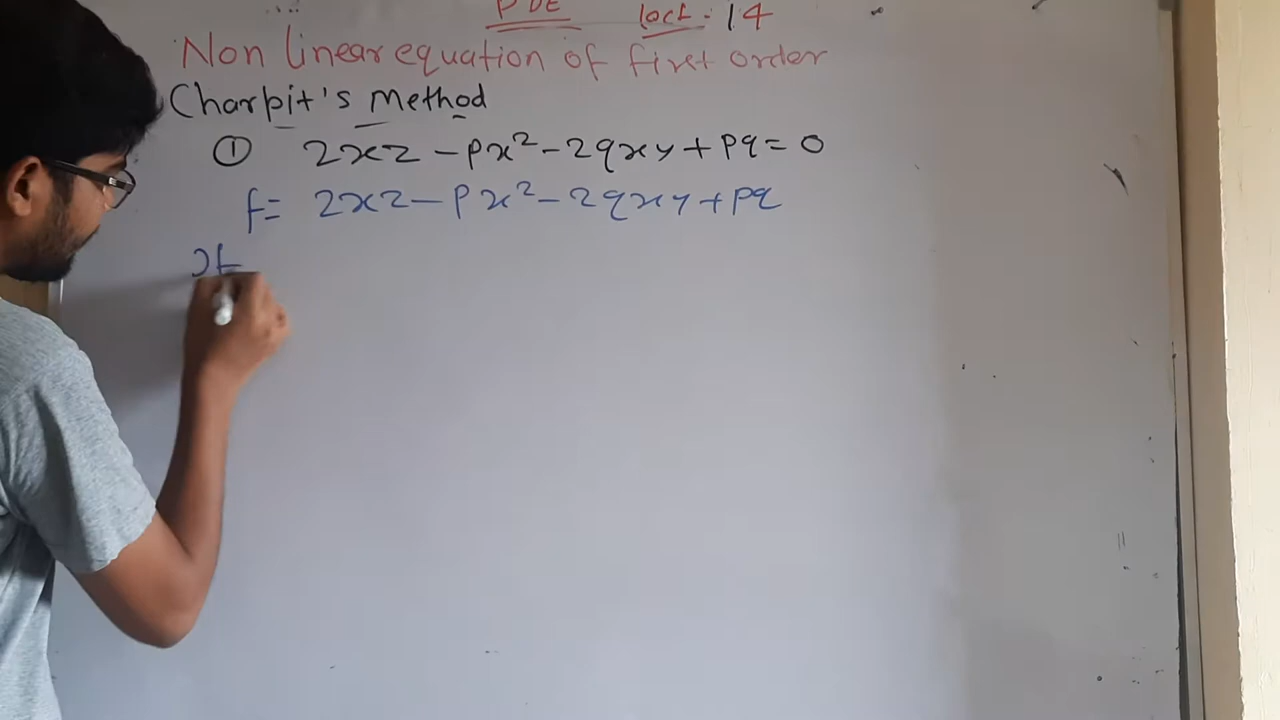 PDE lect: 14
Non linear equation of first order
Charpit's Method
① 2xz - px² - 2qxy + pq = 0
f = 2xz - px² - 2qxy + pq
∂f